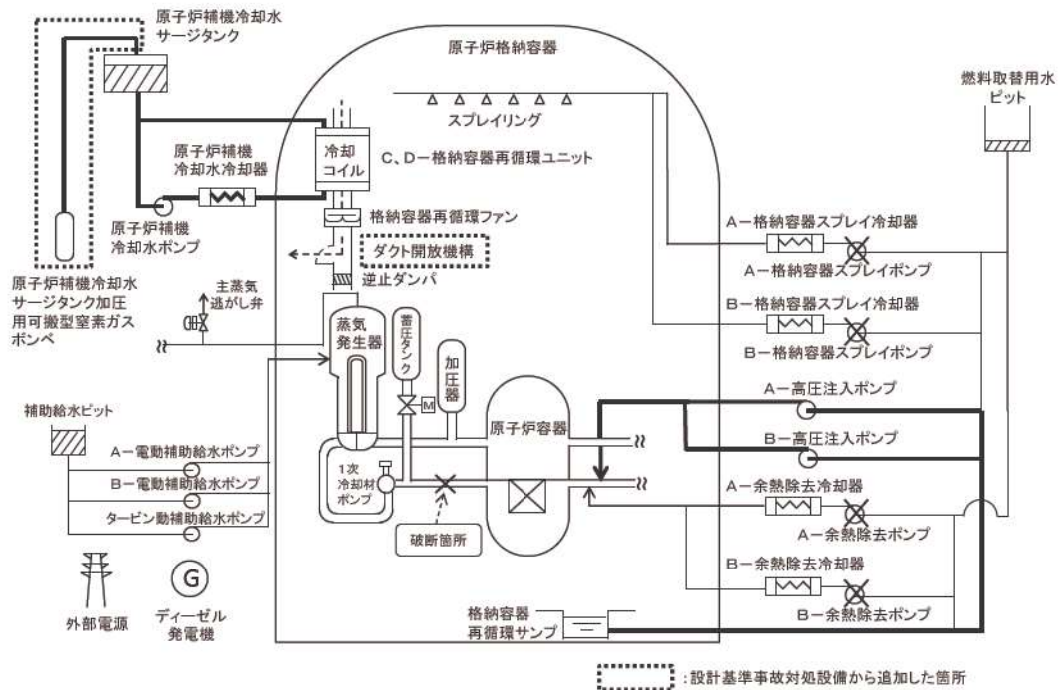 原子炉補機冷却水
サージタンク
原子炉格納容器
燃料取替用水
ピット
スプレイリング
冷却
コイル
C、D－格納容器再循環ユニット
原子炉補機
冷却水冷却器
原子炉補機
冷却水ポンプ
格納容器再循環ファン
ダクト開放機構
逆止ダンパ
A－格納容器スプレイ冷却器
A－格納容器スプレイポンプ
B－格納容器スプレイ冷却器
B－格納容器スプレイポンプ
原子炉補機冷却水
サージタンク加圧
用可搬型窒素ガス
ボンベ
主蒸気
逃がし弁
蒸気
発生器
蓄圧タンク
M
加圧器
原子炉容器
A－高圧注入ポンプ
B－高圧注入ポンプ
補助給水ピット
A－電動補助給水ポンプ
B－電動補助給水ポンプ
タービン動補助給水ポンプ
1次
冷却材
ポンプ
破断箇所
A－余熱除去冷却器
A－余熱除去ポンプ
B－余熱除去冷却器
B－余熱除去ポンプ
外部電源
G
ディーゼル
発電機
格納容器
再循環サンプ
：設計基準事故対処設備から追加した箇所